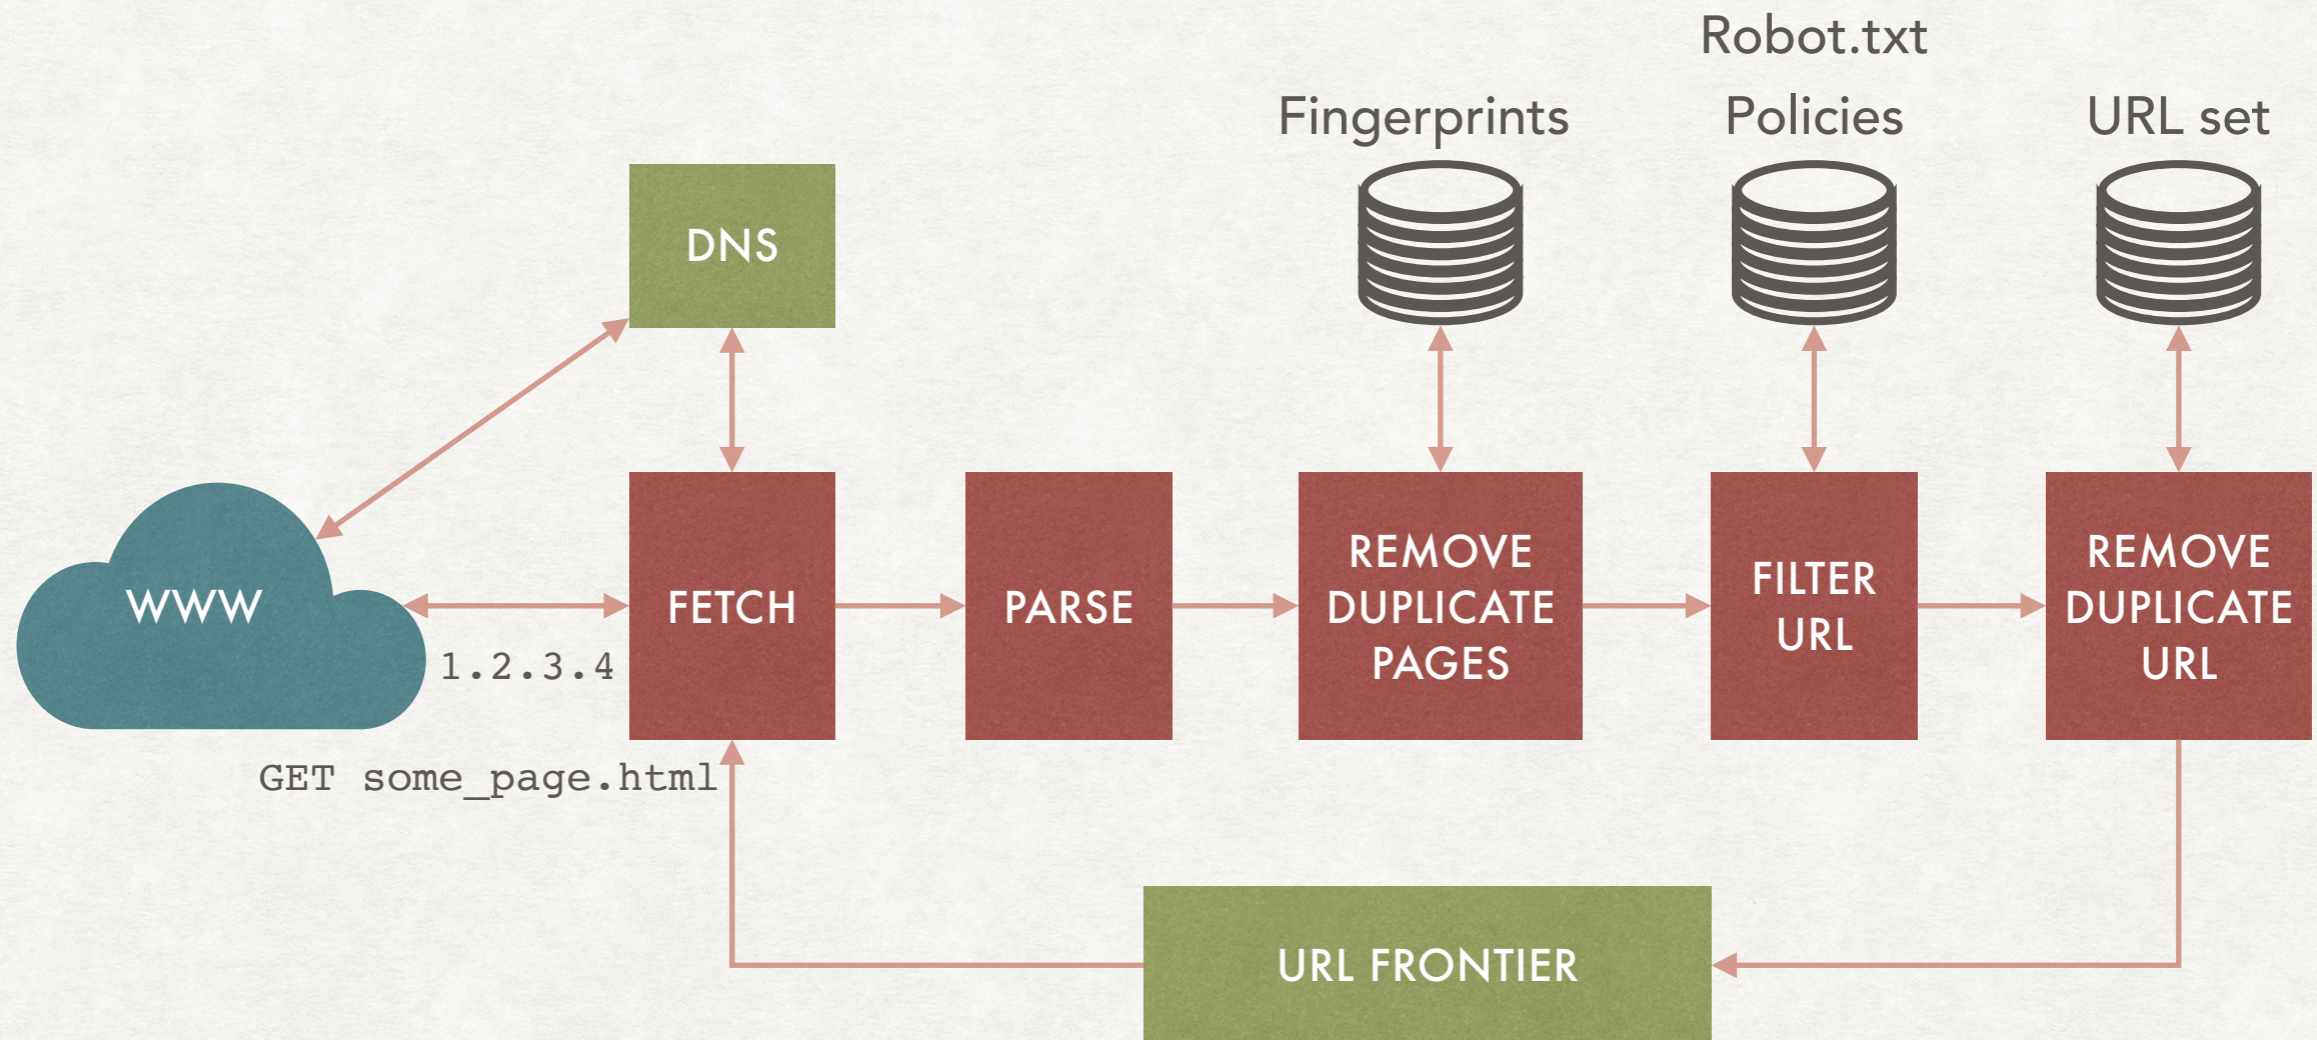 Robot.txt
Fingerprints
Policies
URL set
DNS
WWW
1.2.3.4
GET some_page.html
FETCH
PARSE
REMOVE
DUPLICATE
PAGES
FILTER
URL
REMOVE
DUPLICATE
URL
URL FRONTIER